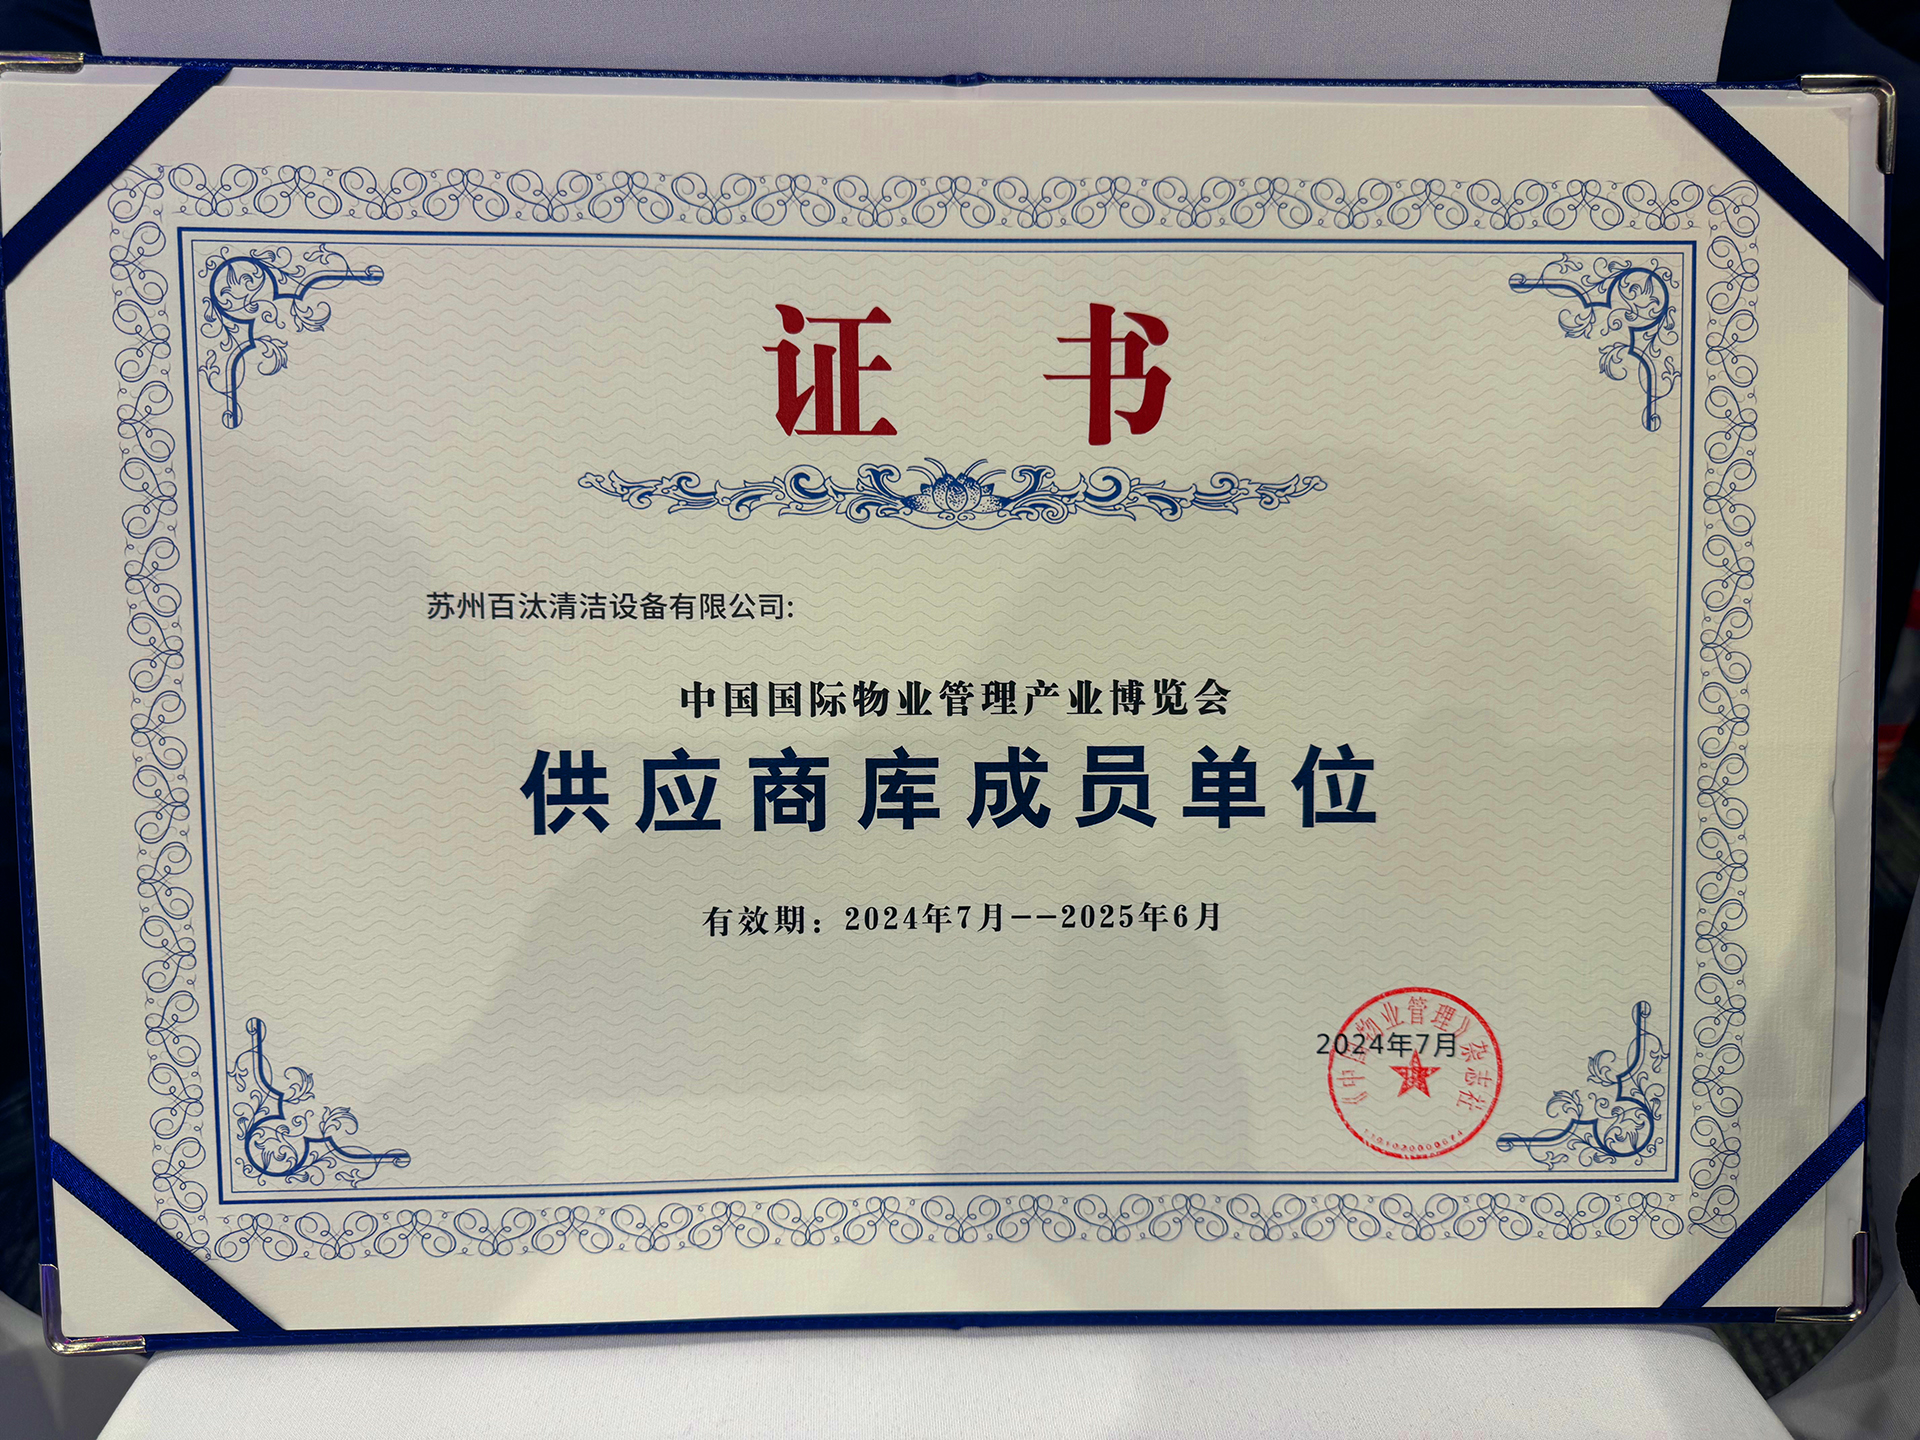 证 书
苏州百汰清洁设备有限公司:
中国国际物业管理产业博览会
供应商库成员单位
有效期：2024年7月--2025年6月
2024年7月
《中国物业管理》杂志社